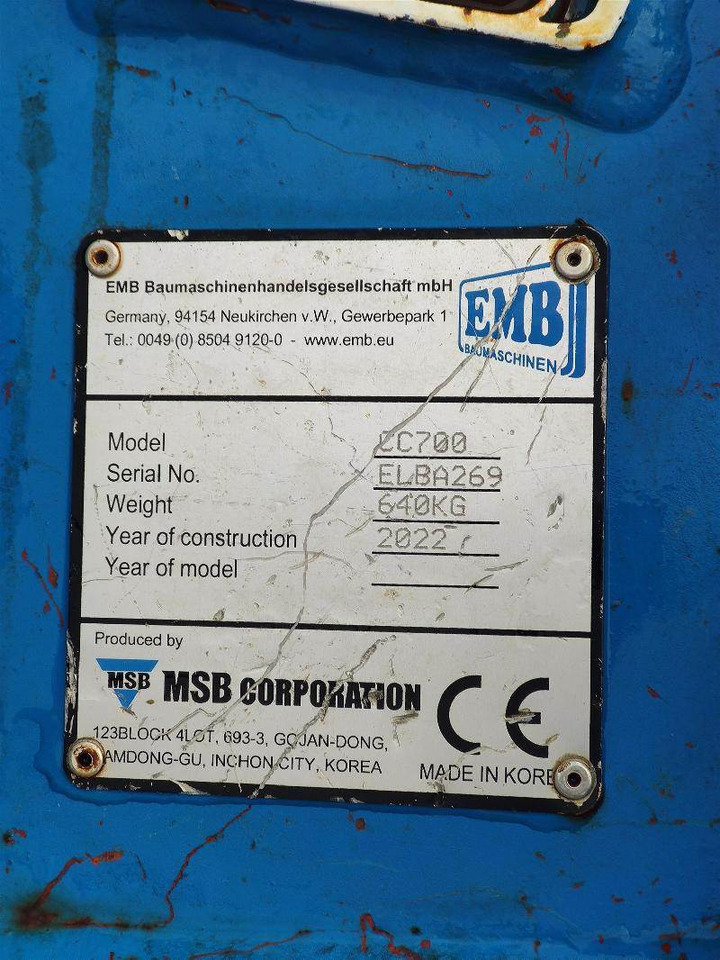 EMB Baumaschinenhandelsgesellschaft mbH
Germany, 94154 Neukirchen v.W., Gewerbepark 1
Tel.: 0049 (0) 8504 9120-0 - www.emb.eu
EMB
BAUMASCHINEN
Model
Serial No. ELBA269
Weight 640KG
Year of construction 2022
Year of model
Produced by
MSB MSB CORPORATION
CE
123BLOCK 4LOT, 693-3, GOJAN-DONG,
AMDONG-GU, INCHON-CITY, KOREA
MADE IN KORE